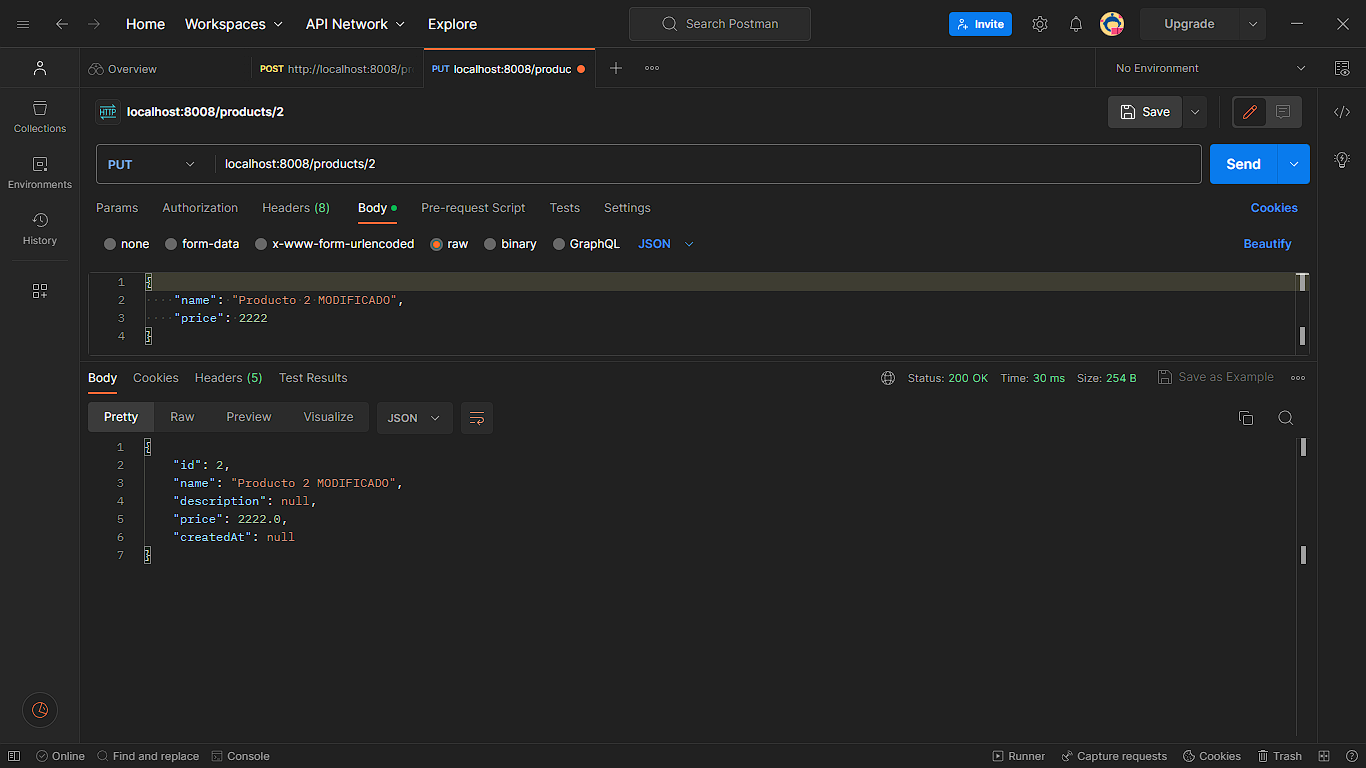 Home Workspaces API Network Explore Search Postman Invite Upgrade
Overview POST http://localhost:8008/pr PUT localhost:8008/produc No Environment
HTTP localhost:8008/products/2 Save
Collections
Environments
History
PUT localhost:8008/products/2 Send
Params Authorization Headers (8) Body Pre-request Script Tests Settings Cookies
none form-data x-www-form-urlencoded raw binary GraphQL JSON Beautify
1 {
2 "name": "Producto 2 MODIFICADO",
3 "price": 2222
4 }
Body Cookies Headers (5) Test Results Status: 200 OK Time: 30 ms Size: 254 B Save as Example
Pretty Raw Preview Visualize JSON
1 {
2 "id": 2,
3 "name": "Producto 2 MODIFICADO",
4 "description": null,
5 "price": 2222.0,
6 "createdAt": null
7 }
Online Find and replace Console Runner Capture requests Cookies Trash